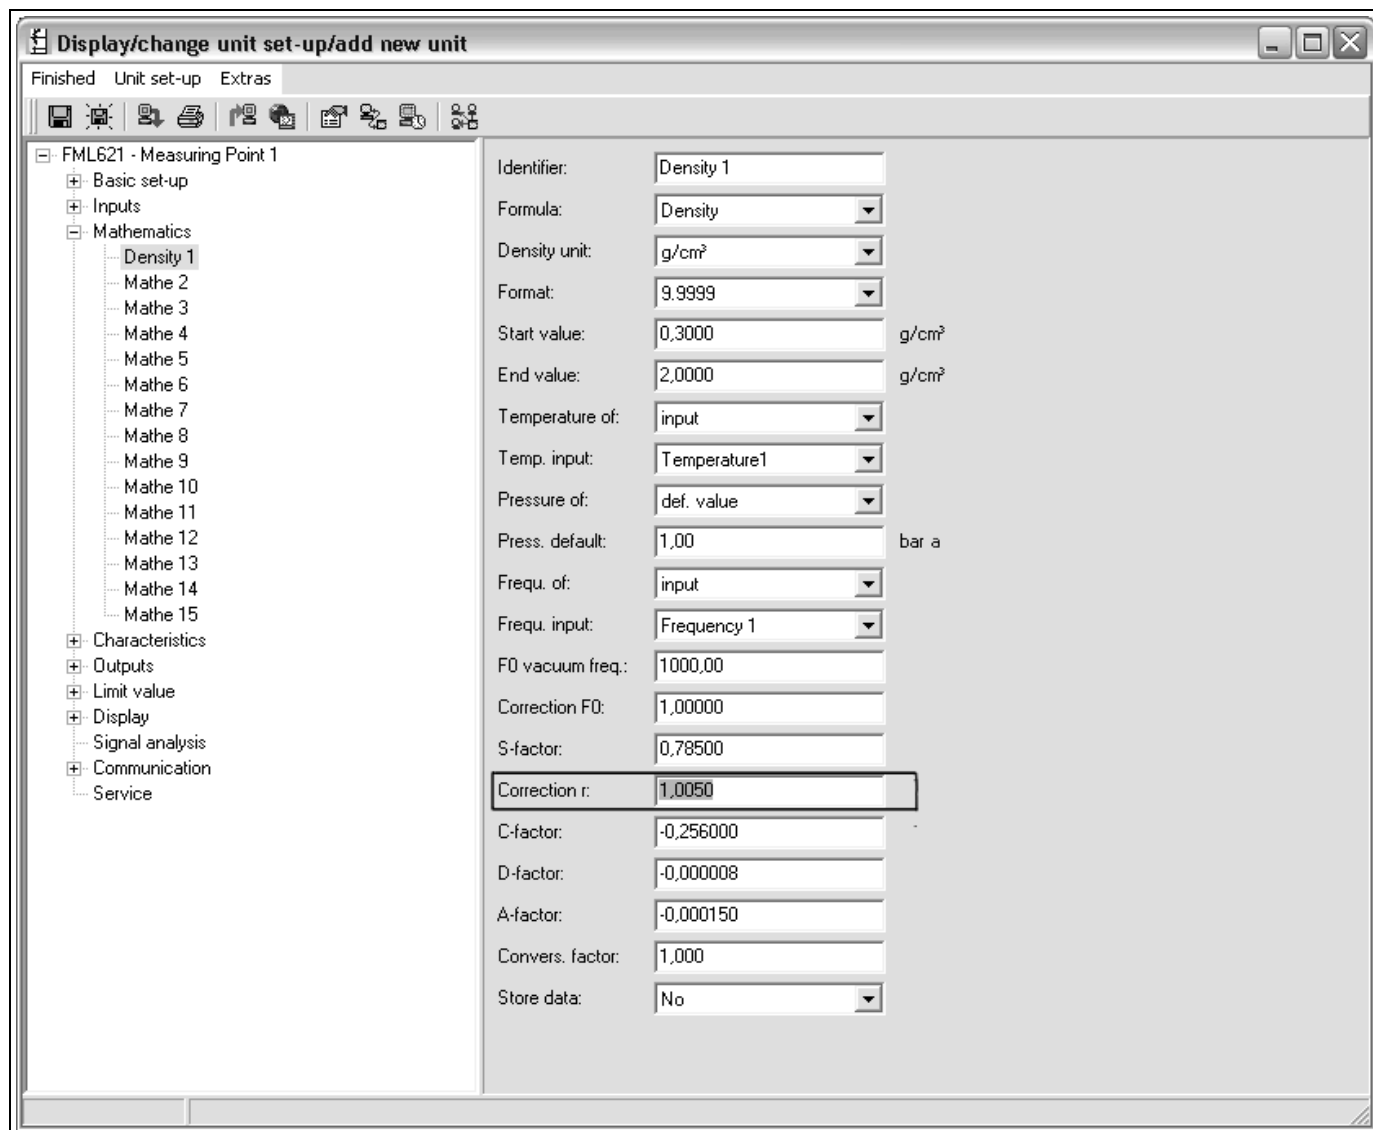 Display/change unit set-up/add new unit
Finished Unit set-up Extras
FML621 - Measuring Point 1
Basic set-up
Inputs
Mathematics
Density 1
Mathe 2
Mathe 3
Mathe 4
Mathe 5
Mathe 6
Mathe 7
Mathe 8
Mathe 9
Mathe 10
Mathe 11
Mathe 12
Mathe 13
Mathe 14
Mathe 15
Characteristics
Outputs
Limit value
Display
Signal analysis
Communication
Service
Identifier: Density 1
Formula: Density
Density unit: g/cm³
Format: 9.9999
Start value: 0,3000 g/cm³
End value: 2,0000 g/cm³
Temperature of: input
Temp. input: Temperature1
Pressure of: def. value
Press. default: 1,00 bar a
Frequ. of: input
Frequ. input: Frequency 1
F0 vacuum freq.: 1000,00
Correction F0: 1,00000
S-factor: 0,78500
Correction r: 1,0050
C-factor: -0,256000
D-factor: -0,000008
A-factor: -0,000150
Convers. factor: 1,000
Store data: No